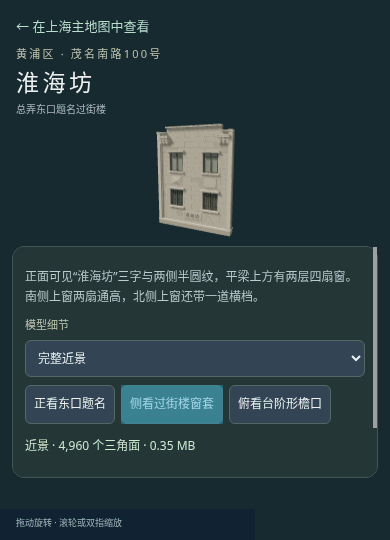 ← 在上海主地图中查看
黄浦区 · 茂名南路100号
淮海坊
总弄东口题名过街楼
正面可见“淮海坊”三字与两侧半圆纹，平梁上方有两层四扇窗。
南侧上窗两扇通高，北侧上窗还带一道横档。
模型细节
完整近景
正看东口题名
侧看过街楼窗套
俯看台阶形檐口
近景 · 4,960 个三角面 · 0.35 MB
拖动旋转 · 滚轮或双指缩放